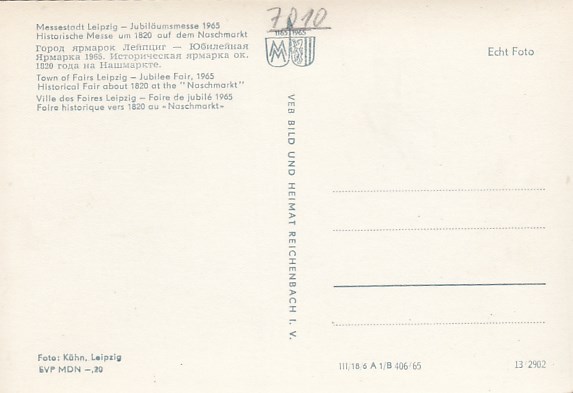 Messestadt Leipzig – Jubiläumsmesse 1965
Historische Messe um 1820 auf dem Naschmarkt
Город ярмарок Лейпциг — Юбилейная
Ярмарка 1965. Историческая ярмарка ок.
1820 года на Нашмаркте.
Town of Fairs Leipzig – Jubilee Fair, 1965
Historical Fair about 1820 at the "Naschmarkt"
Ville des Foires Leipzig – Foire de jubilé 1965
Foire historique vers 1820 au «Naschmarkt»
7010
1165 1965
MM
Echt Foto
VEB BILD UND HEIMAT REICHENBACH I. V.
Foto: Kühn, Leipzig
EVP MDN –,20
III/18/6 A 1/B 406/65
13 2902